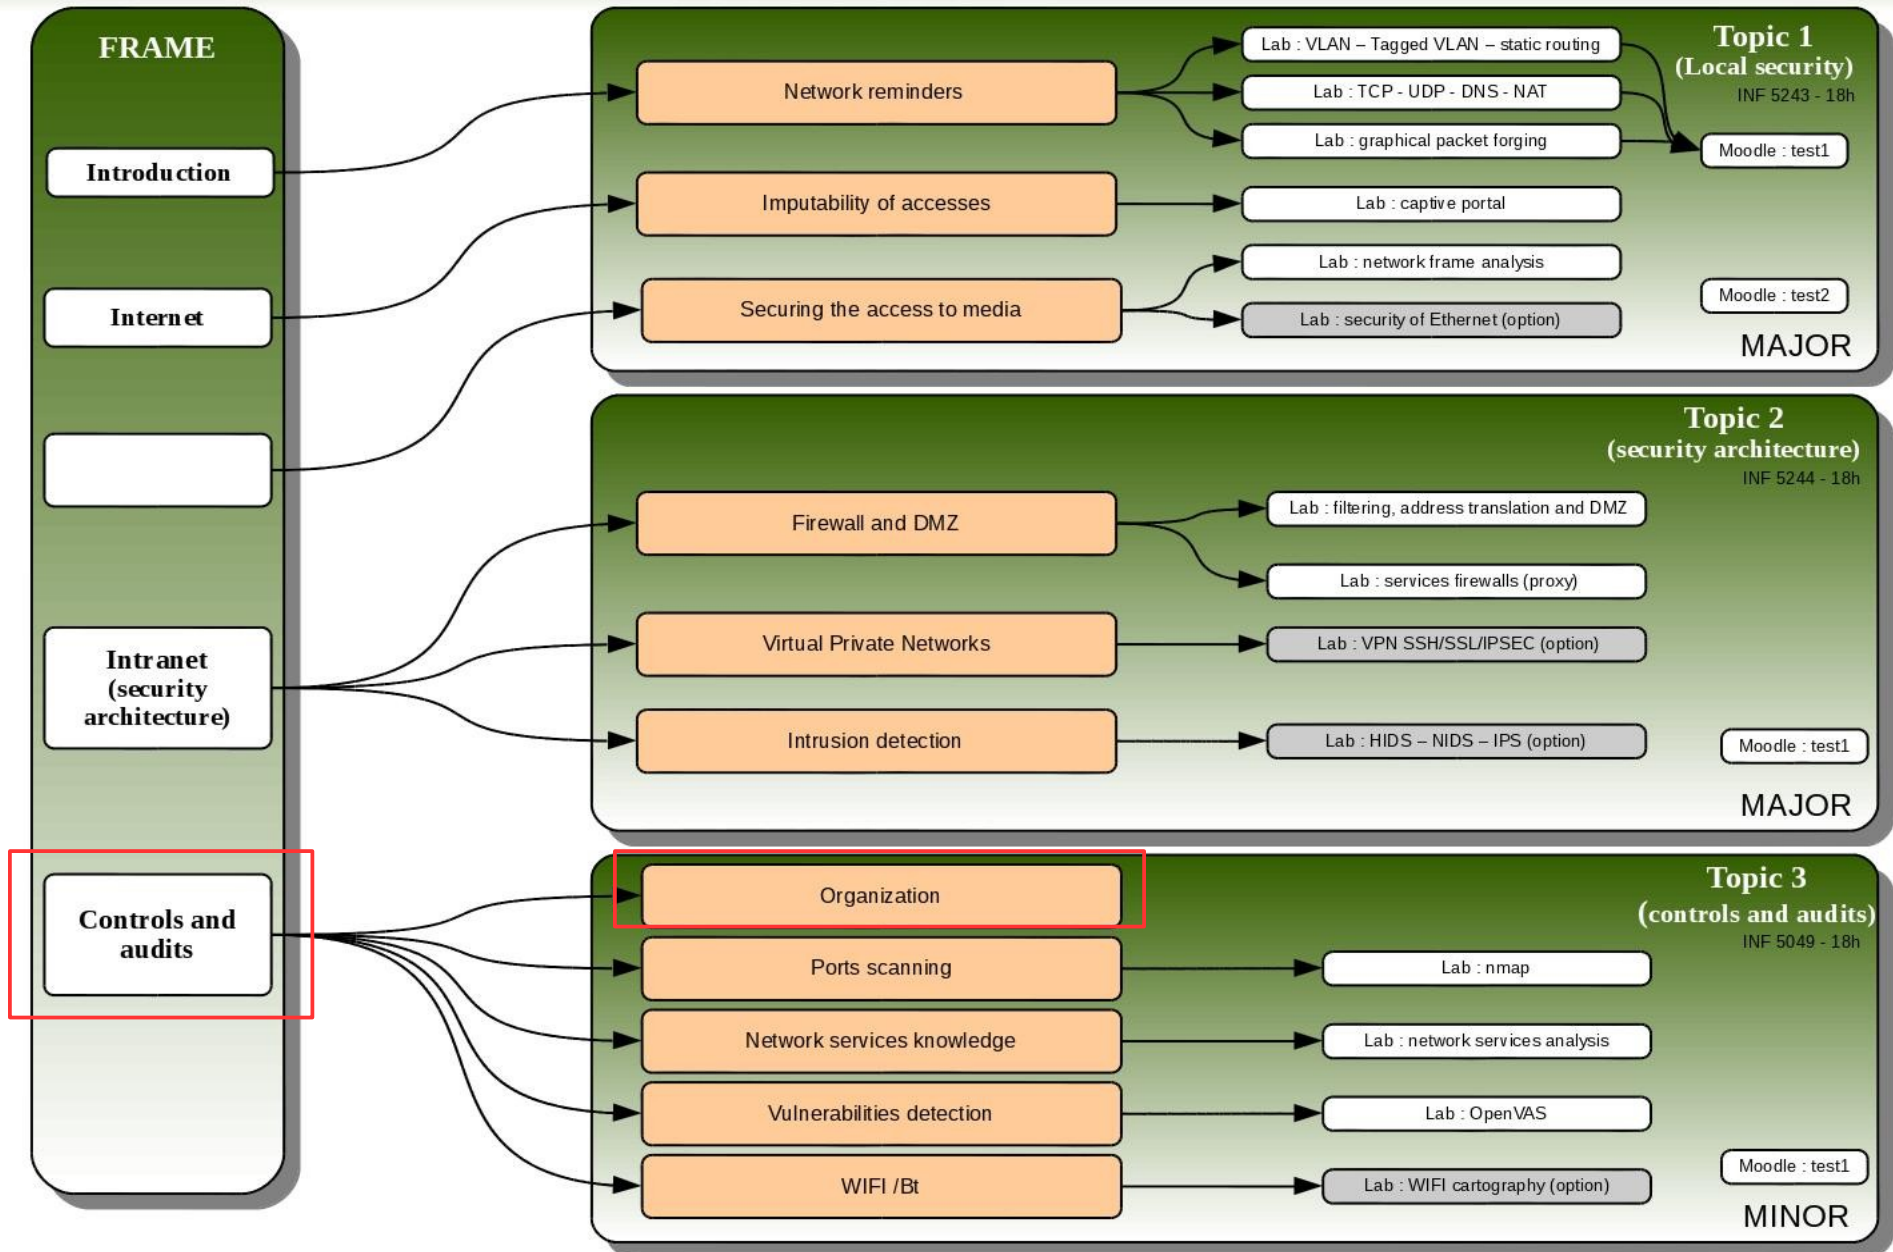 FRAME
Introduction
Internet
Intranet
(security
architecture)
Controls and
audits
Topic 1
(Local security)
INF 5243 - 18h
Network reminders
Lab : VLAN – Tagged VLAN – static routing
Lab : TCP - UDP - DNS - NAT
Lab : graphical packet forging
Moodle : test1
Imputability of accesses
Lab : captive portal
Securing the access to media
Lab : network frame analysis
Lab : security of Ethernet (option)
Moodle : test2
MAJOR
Topic 2
(security architecture)
INF 5244 - 18h
Firewall and DMZ
Lab : filtering, address translation and DMZ
Lab : services firewalls (proxy)
Virtual Private Networks
Lab : VPN SSH/SSL/IPSEC (option)
Intrusion detection
Lab : HIDS – NIDS – IPS (option)
Moodle : test1
MAJOR
Topic 3
(controls and audits)
INF 5049 - 18h
Organization
Ports scanning
Lab : nmap
Network services knowledge
Lab : network services analysis
Vulnerabilities detection
Lab : OpenVAS
WIFI /Bt
Lab : WIFI cartography (option)
Moodle : test1
MINOR